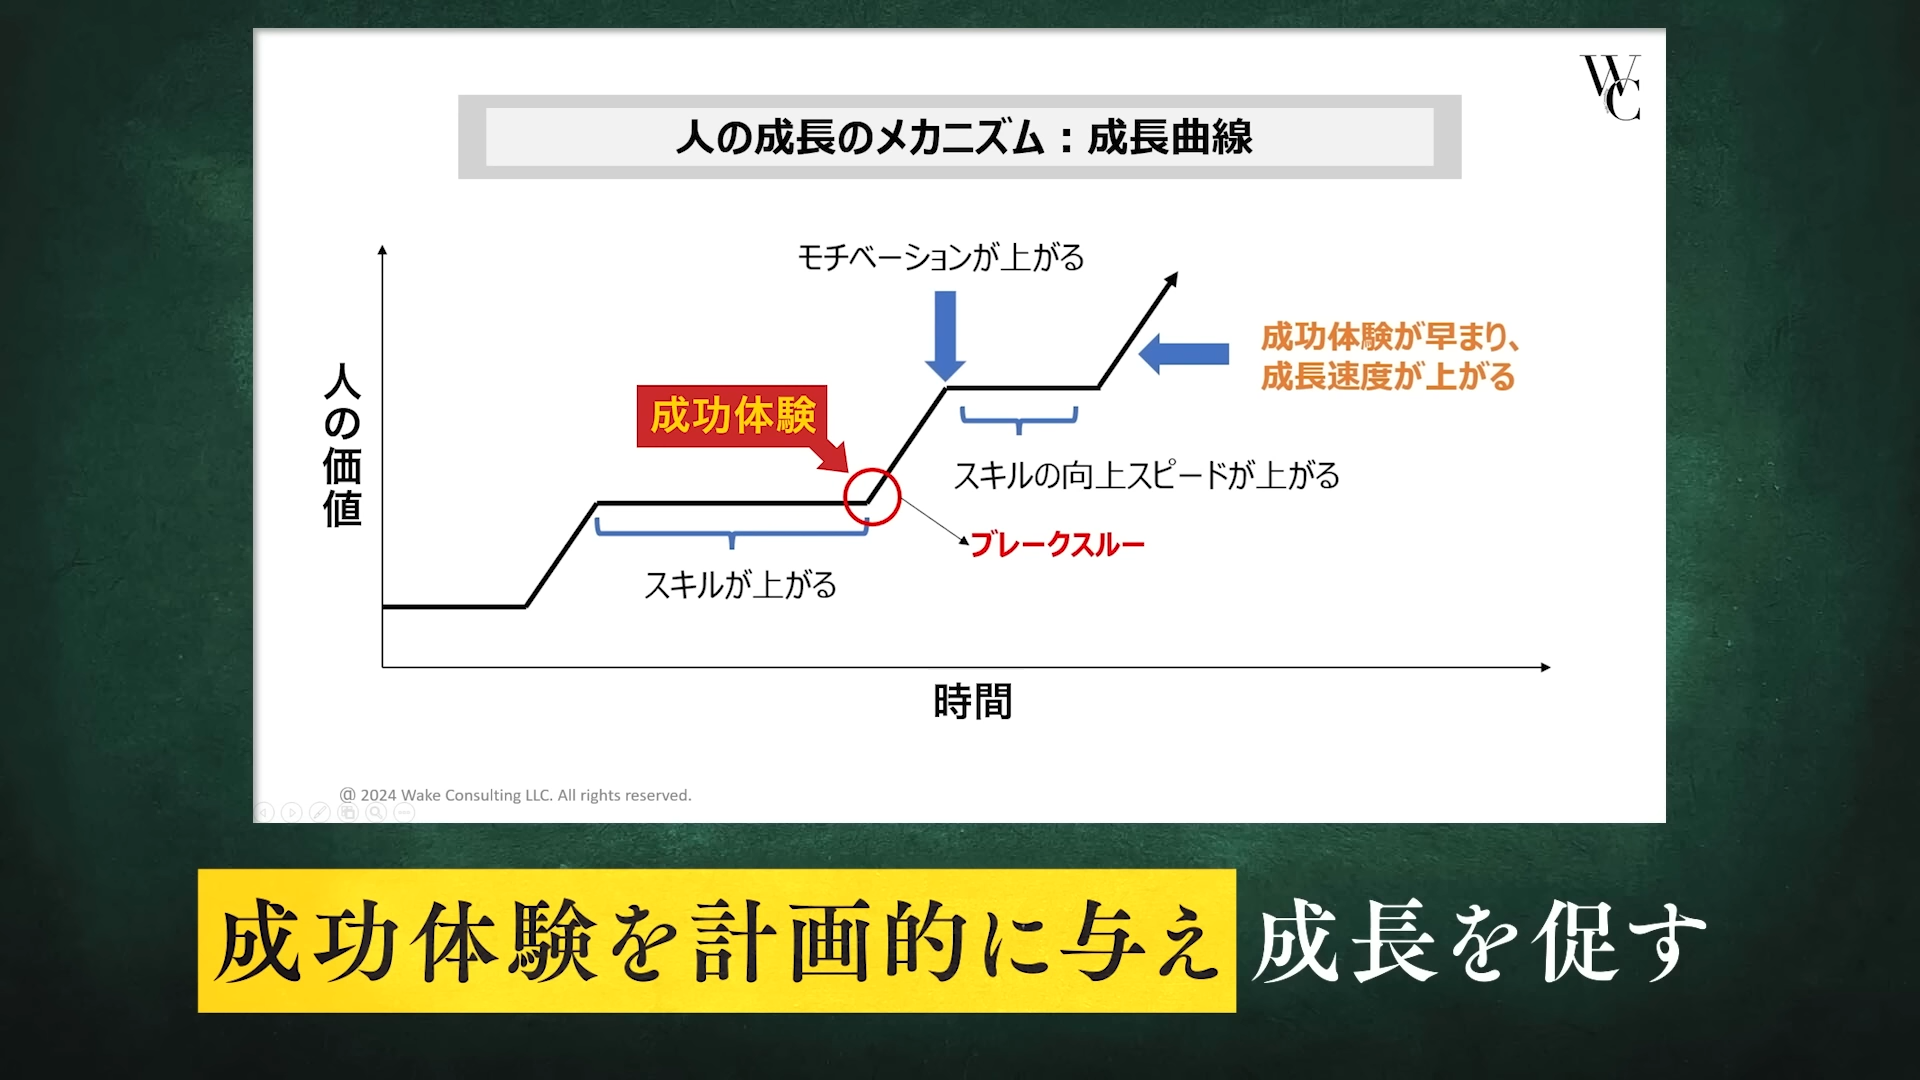 WC
人の成長のメカニズム：成長曲線
モチベーションが上がる
成功体験が早まり、
成長速度が上がる
人の価値
成功体験
スキルの向上スピードが上がる
ブレークスルー
スキルが上がる
時間
@ 2024 Wake Consulting LLC. All rights reserved.
成功体験を計画的に与え成長を促す